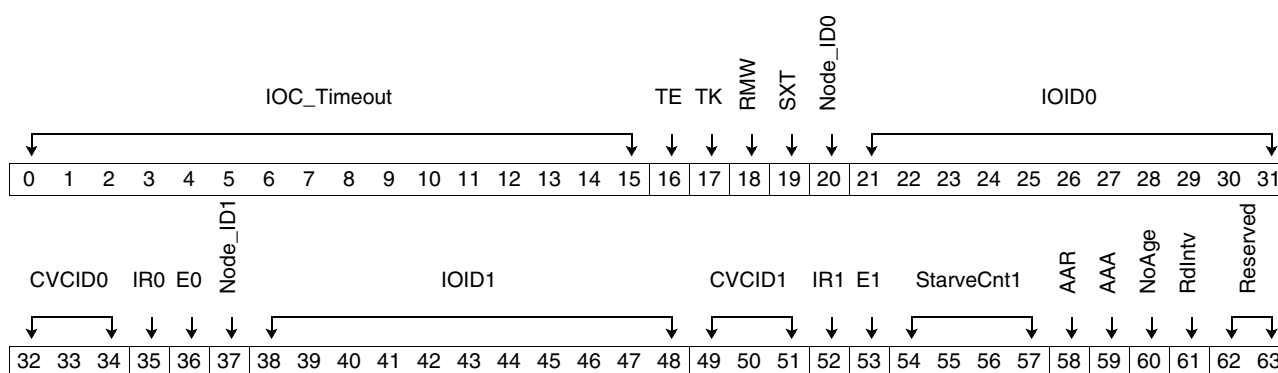 IOC_Timeout TE TK RMW SXT Node_ID0 IOID0
0 1 2 3 4 5 6 7 8 9 10 11 12 13 14 15 16 17 18 19 20 21 22 23 24 25 26 27 28 29 30 31
CVCID0 IR0 E0 Node_ID1 IOID1 CVCID1 IR1 E1 StarveCnt1 AAR AAA NoAge RdIntv Reserved
32 33 34 35 36 37 38 39 40 41 42 43 44 45 46 47 48 49 50 51 52 53 54 55 56 57 58 59 60 61 62 63